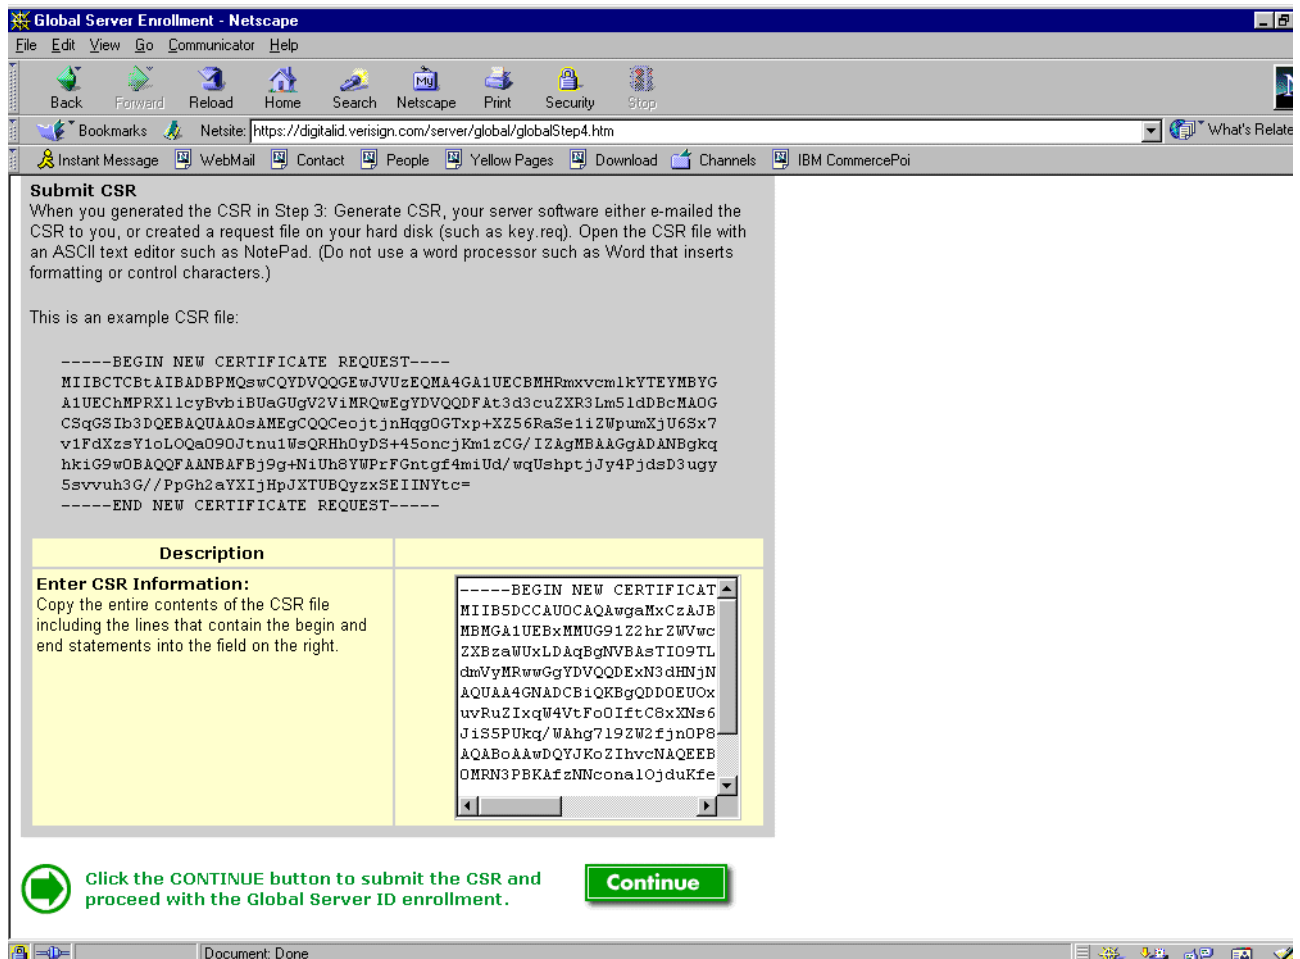 Global Server Enrollment - Netscape
File Edit View Go Communicator Help
Back Forward Reload Home Search Netscape Print Security Stop
My
N
Bookmarks Netsite: https://digitalid.verisign.com/server/global/globalStep4.htm What's Relate
Instant Message WebMail Contact People Yellow Pages Download Channels IBM CommercePoi
Submit CSR
When you generated the CSR in Step 3: Generate CSR, your server software either e-mailed the
CSR to you, or created a request file on your hard disk (such as key.req). Open the CSR file with
an ASCII text editor such as NotePad. (Do not use a word processor such as Word that inserts
formatting or control characters.)
This is an example CSR file:
-----BEGIN NEW CERTIFICATE REQUEST----
MIIBCTCBtAIBADBPMQswCQYDVQQGEwJVUzEQMA4GA1UECBMHRmxvcmlkYTEYMBYG
A1UEChMPRXllcyBvbiBUaGUgV2ViMRQwEgYDVQQDFAt3d3cuZXR3Lm5ldDBcMA0G
CSqGSIb3DQEBAQUAA0sAMEgCQQCeojtjnHqg0GTxp+XZ56RaSe1iZWpumXjU6Sx7
v1FdXzsY1oLOQa090Jtnu1WsQRHhOyDS+45oncjKm1zCG/IZAgMBAAGgADANBgkq
hkiG9w0BAQQFAANBAFBj9g+NiUh8YWPrFGntgf4miUd/wqUshptjJy4PjdsD3ugy
5svvuh3G//PpGh2aYXIjHpJXTUBQyzxSEIINYtc=
-----END NEW CERTIFICATE REQUEST-----
Description
Enter CSR Information:
Copy the entire contents of the CSR file
including the lines that contain the begin and
end statements into the field on the right.
-----BEGIN NEW CERTIFICAT
MIIB5DCCAU0CAQAwgaMxCzAJB
MBMGA1UEBxMMUG91Z2hrZWVwc
ZXBzaWUxLDAqBgNVBAsTI09TL
dmVyMRwwGgYDVQQDExN3dHNjN
AQUAA4GNADCBiQKBgQDDOEUOx
uvRuZIxqW4VtFoOIftC8xXNs6
JiS5PUkq/WAhg719ZW2fjnOP8
AQABoAAwDQYJKoZIhvcNAQEEB
OMRN3PBKAfzNNconalOjduKfe
Click the CONTINUE button to submit the CSR and
proceed with the Global Server ID enrollment.
Continue
Document: Done